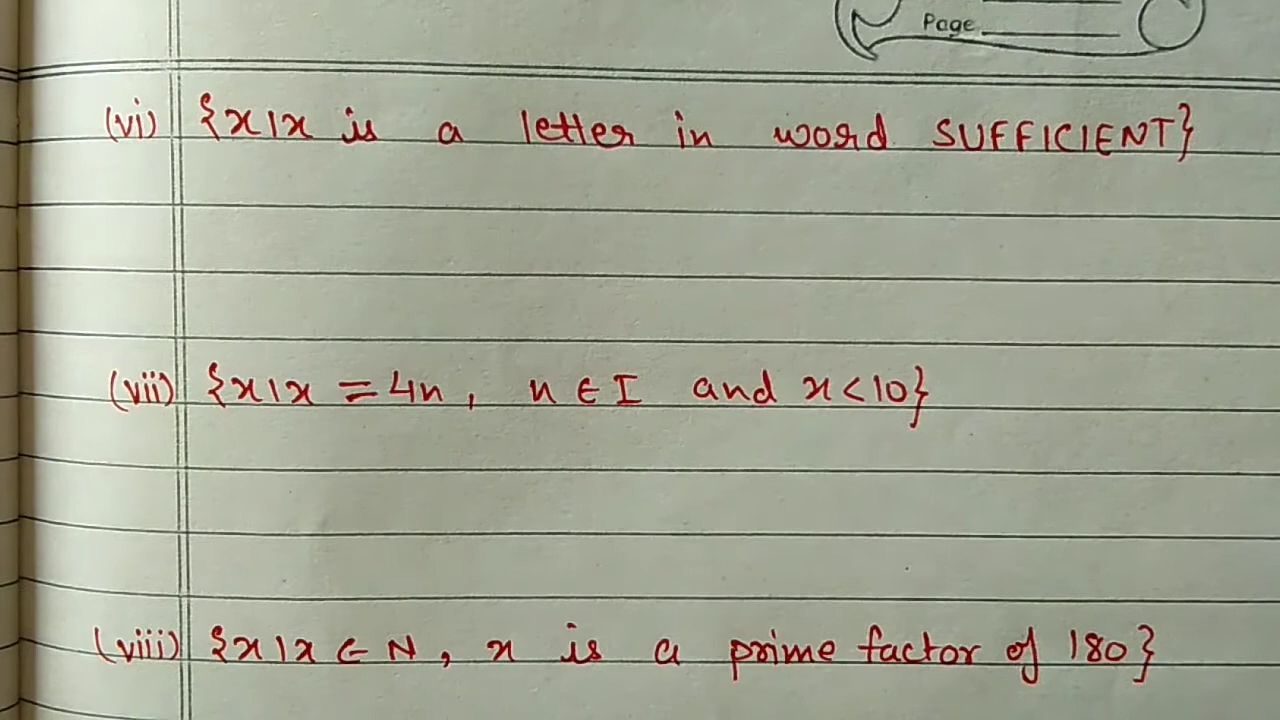 Page
(vi) {x|x is a letter in word SUFFICIENT}
(vii) {x|x = 4n, n ∈ I and x < 10}
(viii) {x|x ∈ N, x is a prime factor of 180}